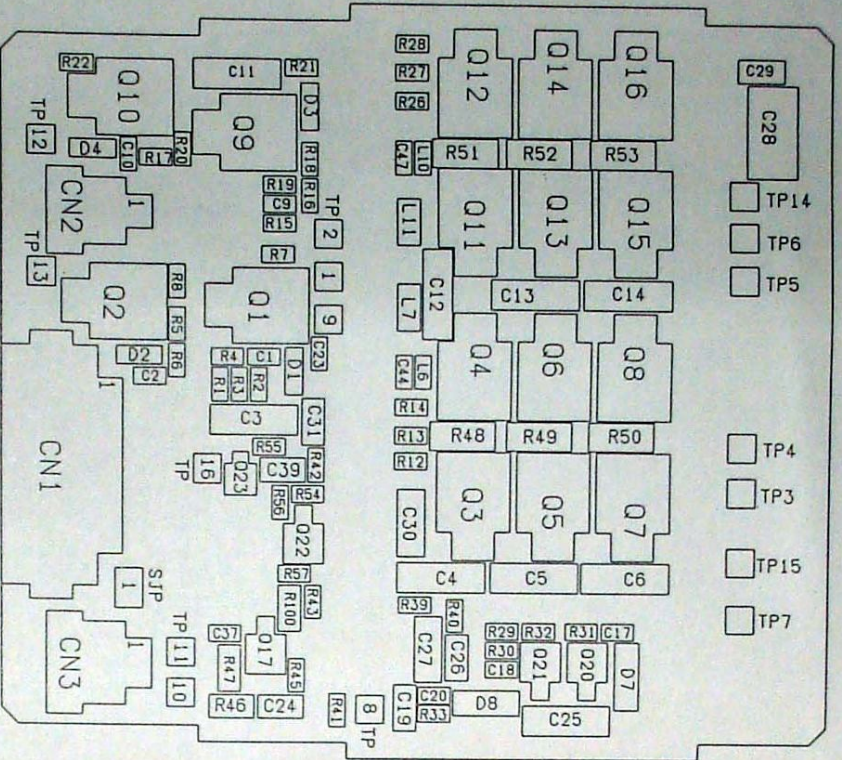 R22
Q10
C11
R21
R28
R27
R26
Q12
Q14
Q16
C29
C28
D3
TP
12
D4
C10
R17
R20
Q9
R18
R16
R19
C9
R15
C47
L10
R51
R52
R53
CN2
1
TP
2
L11
Q11
Q13
Q15
TP14
TP6
TP5
TP
13
R7
1
9
Q2
R8
R5
R6
Q1
C12
L7
C13
C14
C23
D2
C2
R4
C1
D1
R1
R3
R2
C44
L6
Q4
Q6
Q8
1
CN1
C3
C31
R14
R13
R12
R48
R49
R50
TP4
TP3
R55
TP
16
Q23
C39
R42
R54
R56
C30
Q3
Q5
Q7
Q22
R57
C4
C5
C6
TP15
TP7
SJP
1
R100
R43
R39
R40
CN3
1
TP
11
10
C37
R47
Q17
R45
R46
C24
C27
C26
R29
R32
R31
C17
R30
C18
Q21
Q20
D7
R41
8
TP
C19
C20
R33
D8
C25